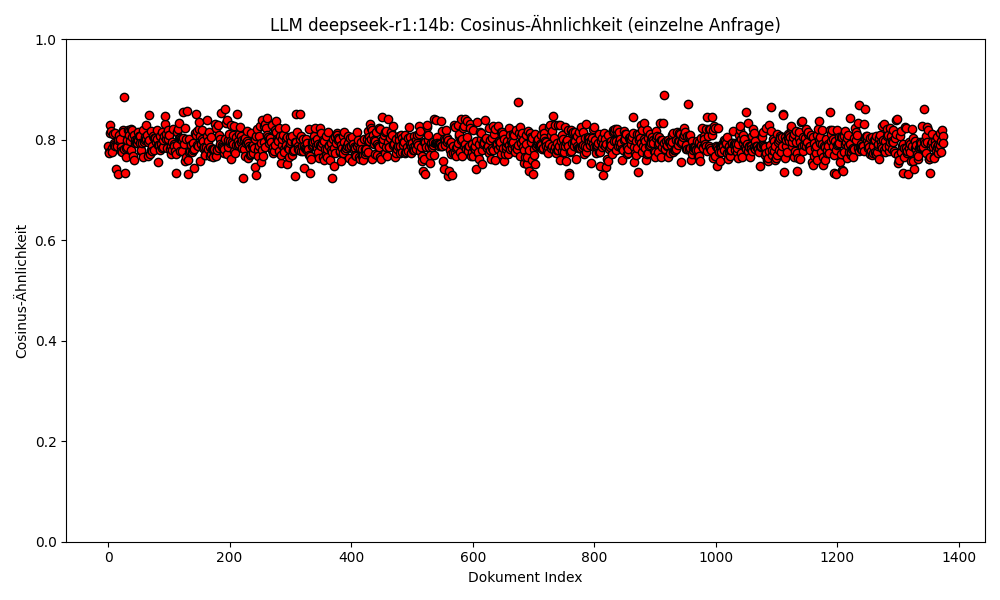 LLM deepseek-r1:14b: Cosinus-Ähnlichkeit (einzelne Anfrage)
1.0
0.8
0.6
0.4
0.2
0.0
Cosinus-Ähnlichkeit
0 200 400 600 800 1000 1200 1400
Dokument Index